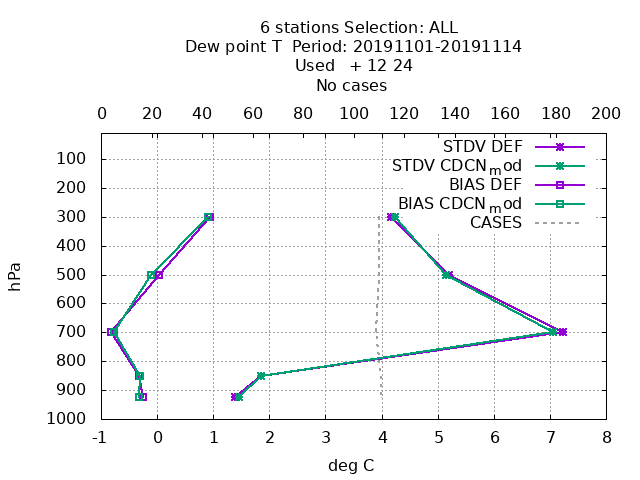 6 stations Selection: ALL
Dew point T  Period: 20191101-20191114
Used   + 12 24
No cases
0 20 40 60 80 100 120 140 160 180 200
STDV DEF
100
STDV CDCNmod
200
BIAS DEF
BIAS CDCNmod
300
CASES
400
hPa
500
600
700
800
900
1000
-1 0 1 2 3 4 5 6 7 8
deg C